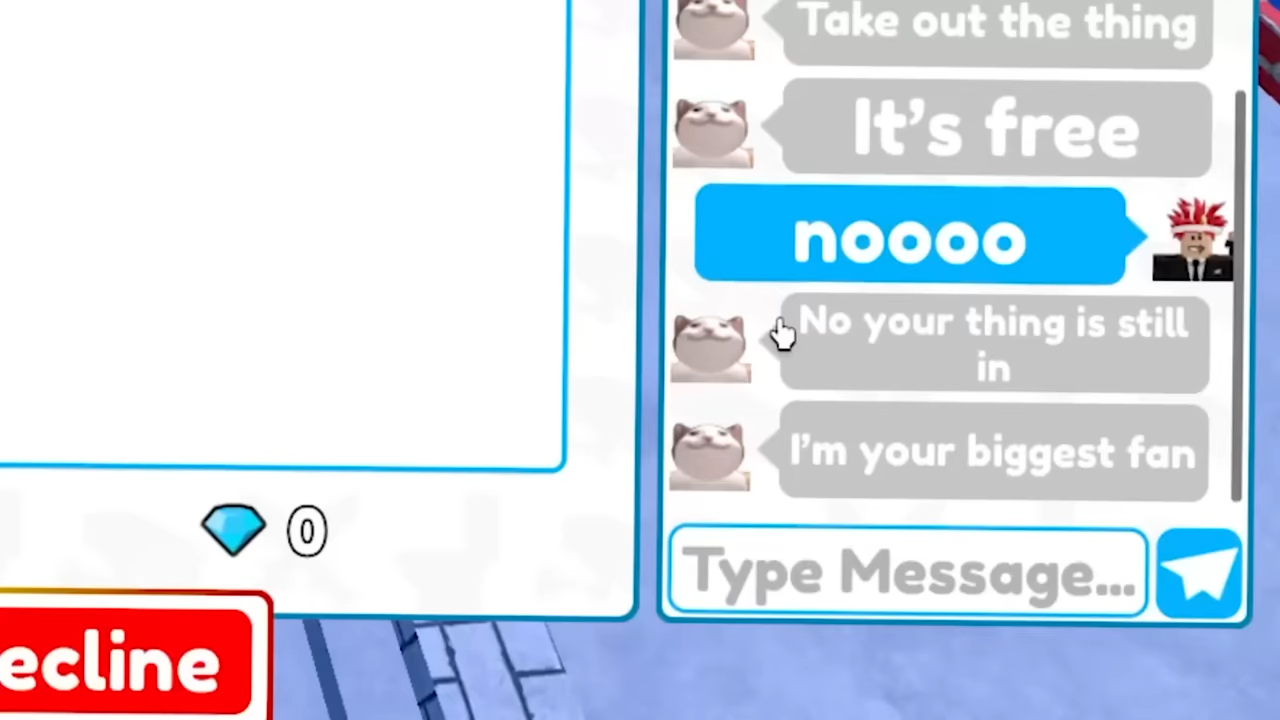 Take out the thing
It's free
noooo
No your thing is still
in
I'm your biggest fan
0
Type Message...
ecline